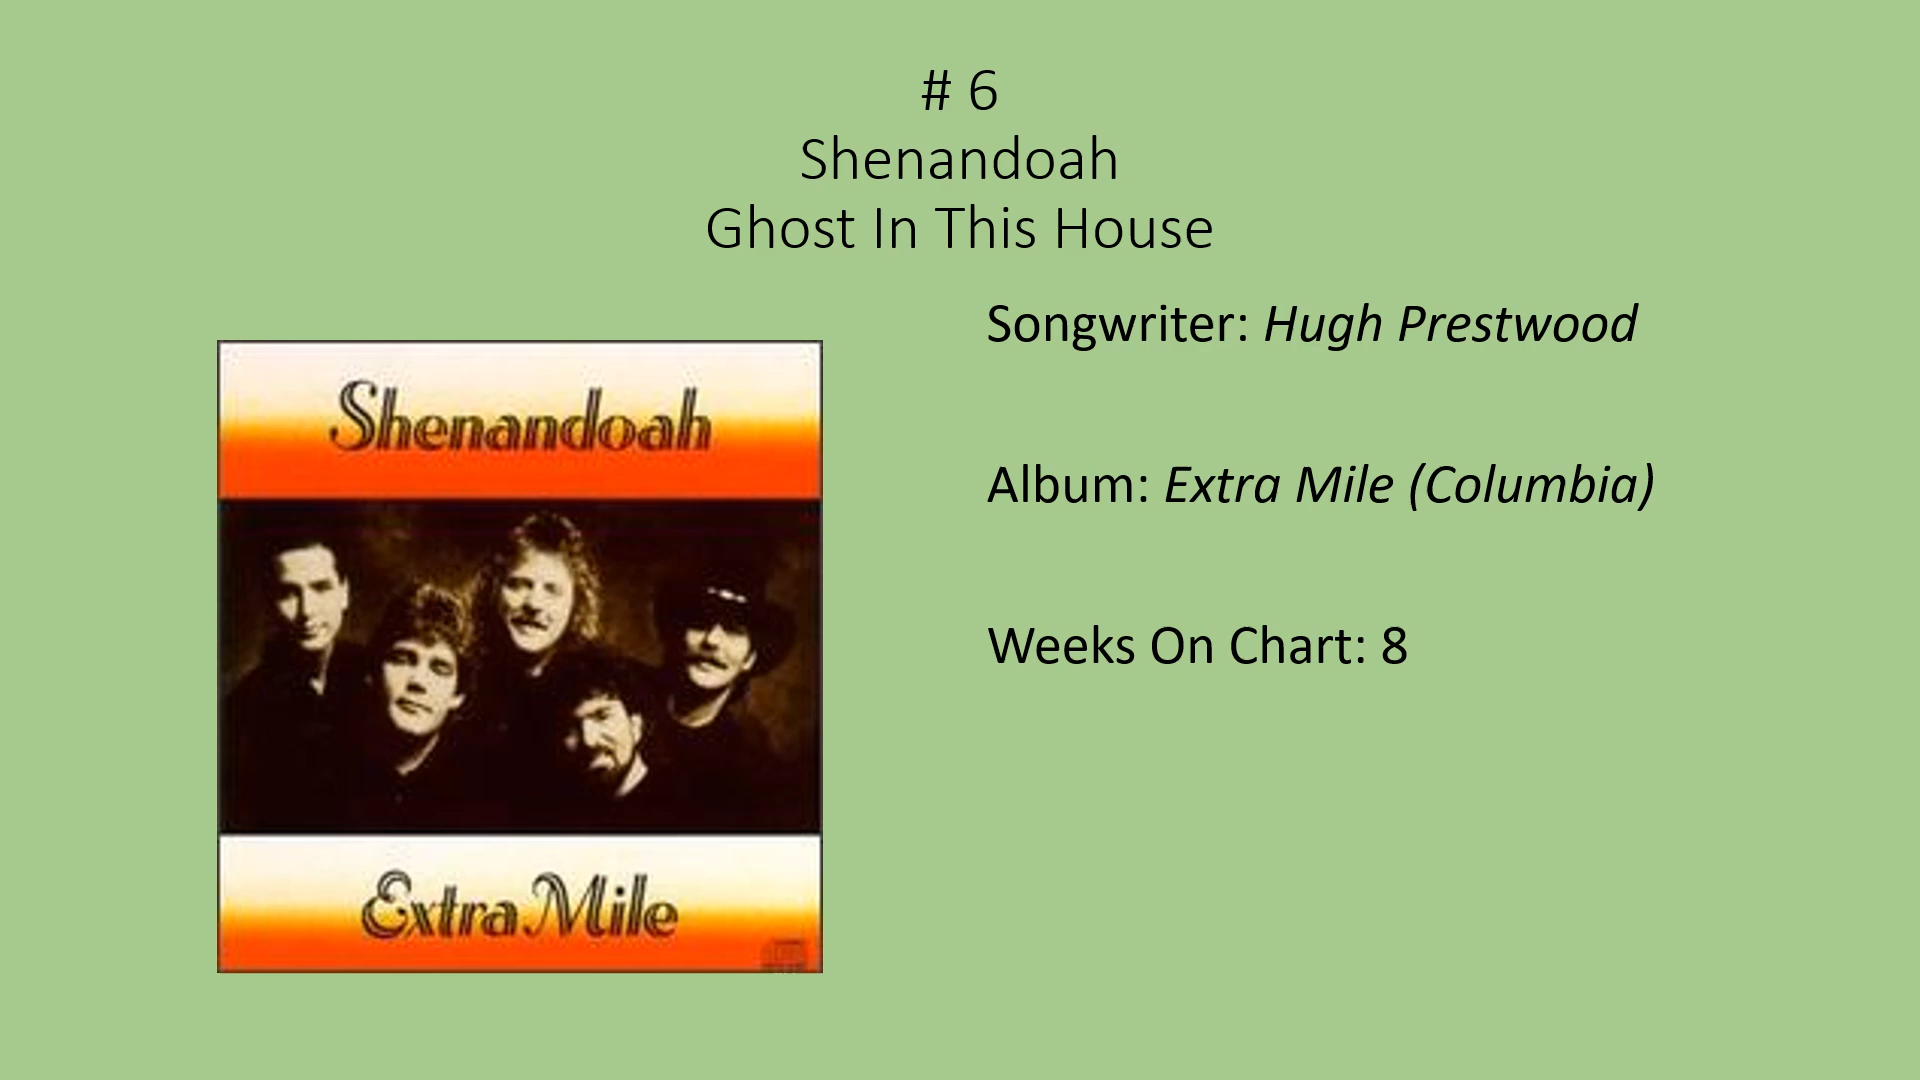 # 6
Shenandoah
Ghost In This House
Songwriter: Hugh Prestwood
Album: Extra Mile (Columbia)
Weeks On Chart: 8
Shenandoah
Extra Mile